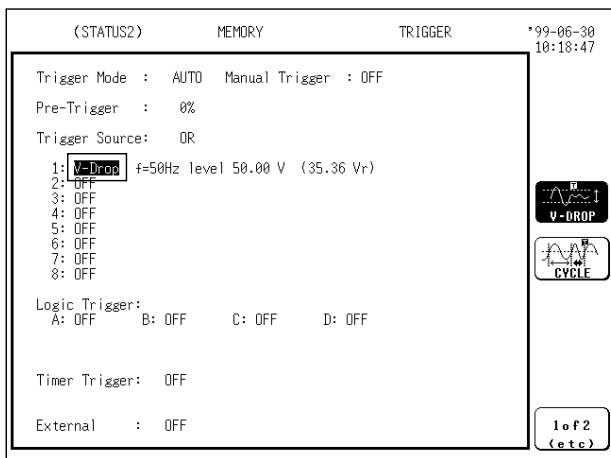 (STATUS2) MEMORY TRIGGER '99-06-30
10:18:47
Trigger Mode : AUTO Manual Trigger : OFF
Pre-Trigger : 0%
Trigger Source: OR
1: V-Drop f=50Hz level 50.00 V (35.36 Vr)
2: OFF
3: OFF
4: OFF
5: OFF
6: OFF
7: OFF
8: OFF
T
V-DROP
T
CYCLE
Logic Trigger:
A: OFF B: OFF C: OFF D: OFF
Timer Trigger: OFF
External : OFF
1of2
(etc)